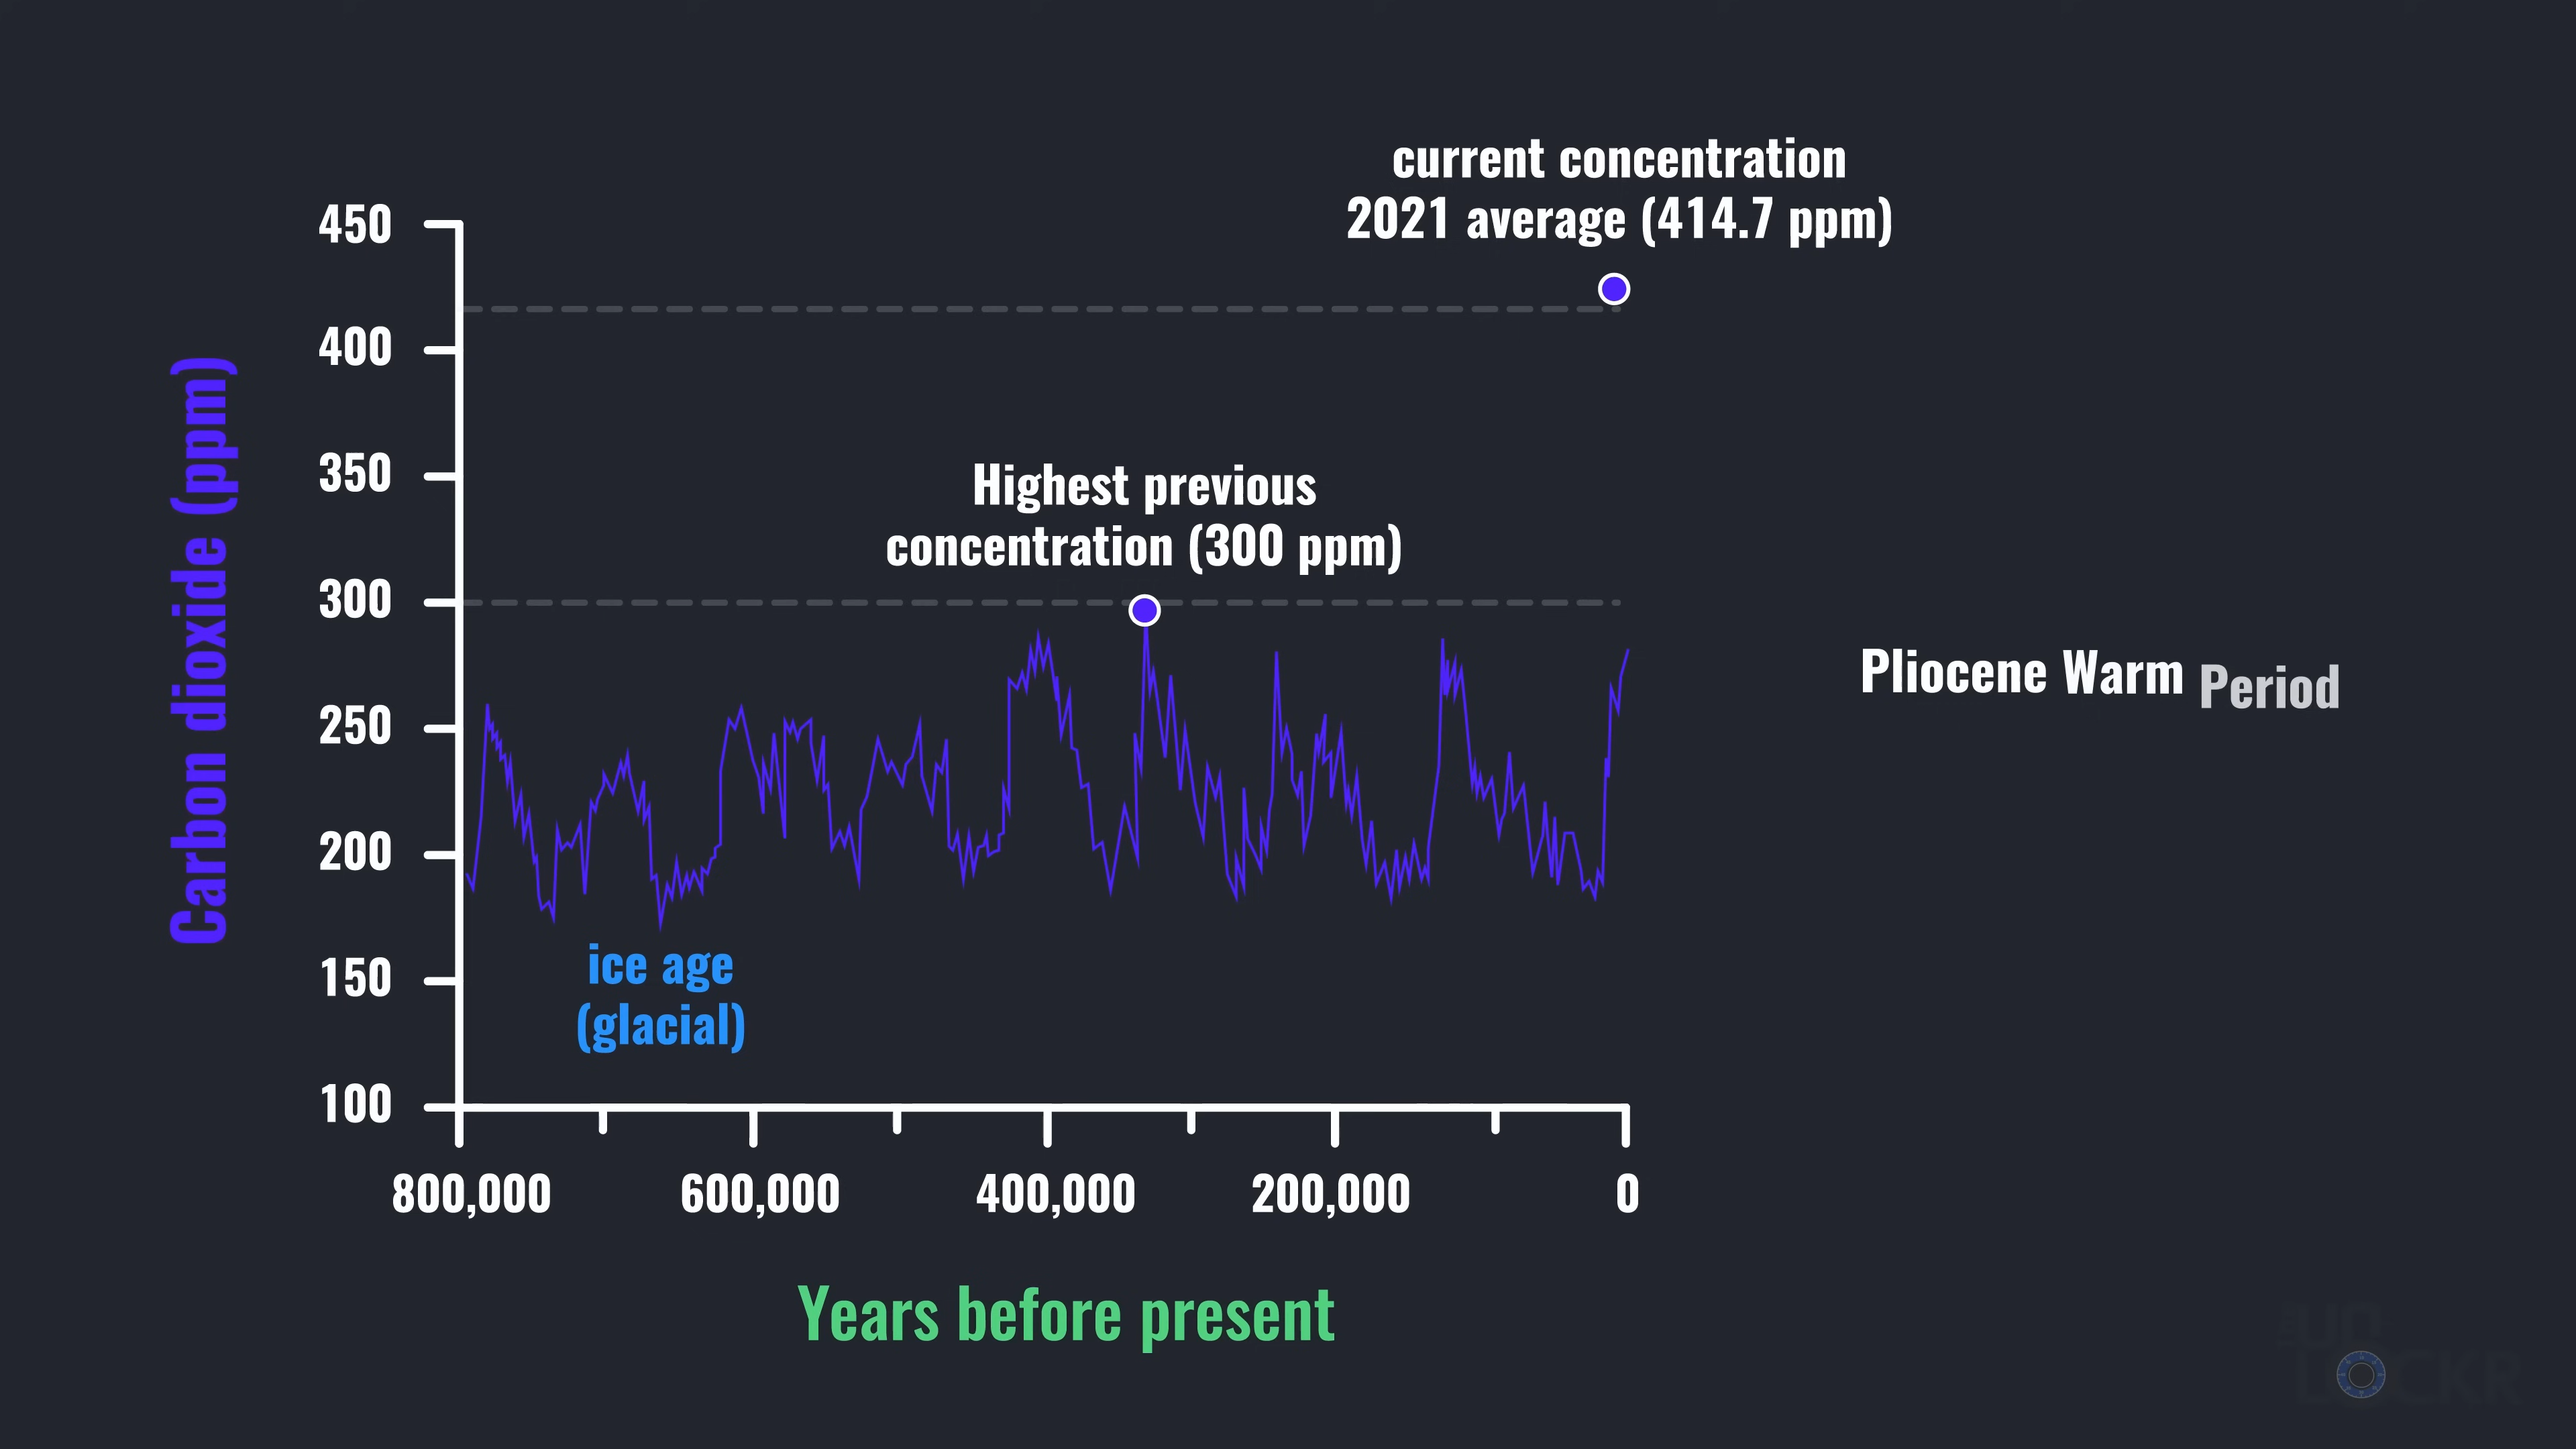 current concentration
2021 average (414.7 ppm)
450
400
350
300
250
200
150
100
Carbon dioxide (ppm)
Highest previous
concentration (300 ppm)
Pliocene Warm Period
ice age
(glacial)
800,000
600,000
400,000
200,000
0
Years before present
UN
LOCKR